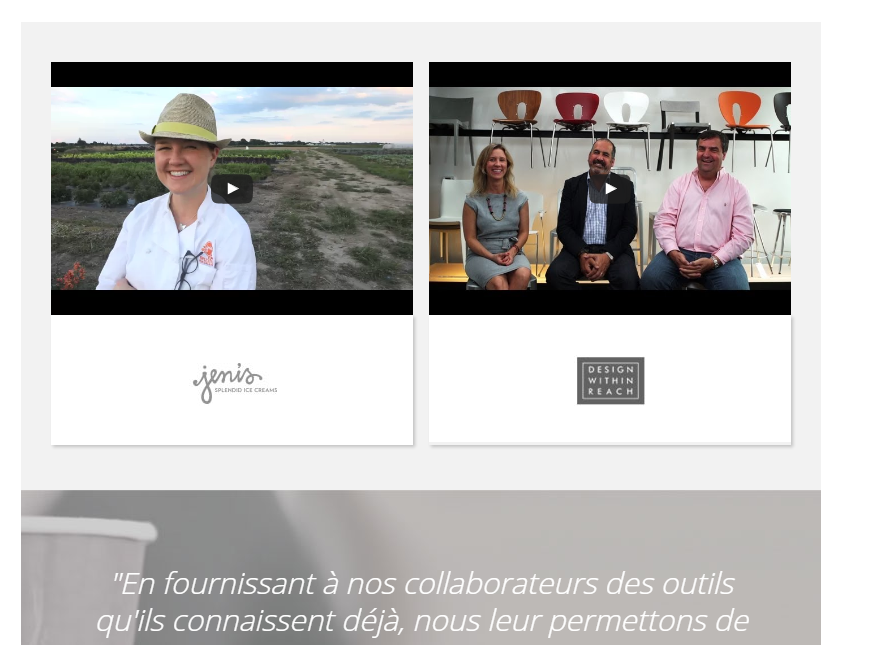 jenis
SPLENDID ICE CREAMS
DESIGN
WITHIN
REACH
"En fournissant à nos collaborateurs des outils
qu'ils connaissent déjà, nous leur permettons de